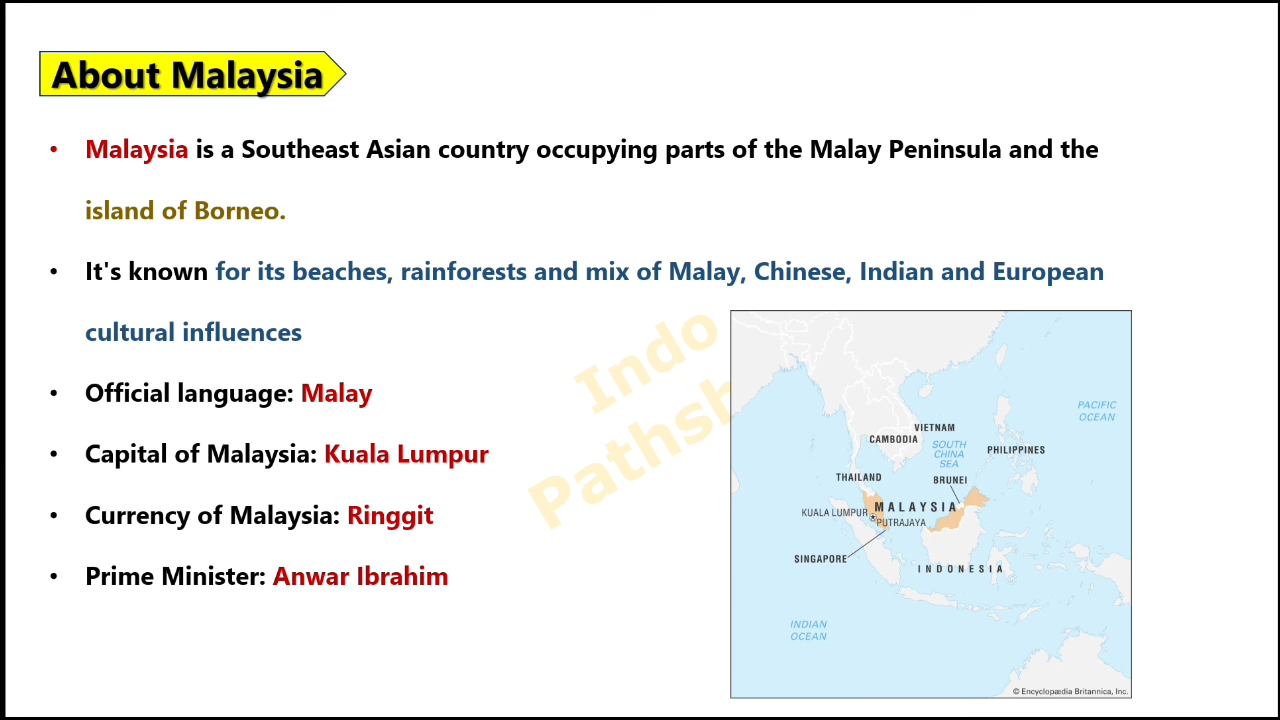 About Malaysia
• Malaysia is a Southeast Asian country occupying parts of the Malay Peninsula and the
island of Borneo.
• It's known for its beaches, rainforests and mix of Malay, Chinese, Indian and European
cultural influences
• Official language: Malay
• Capital of Malaysia: Kuala Lumpur
• Currency of Malaysia: Ringgit
• Prime Minister: Anwar Ibrahim
Indo
PACIFIC
OCEAN
VIETNAM
CAMBODIA
SOUTH
CHINA
SEA
PHILIPPINES
THAILAND
BRUNEI
MALAYSIA
KUALA LUMPUR
PUTRAJAYA
SINGAPORE
INDONESIA
INDIAN
OCEAN
© Encyclopædia Britannica, Inc.